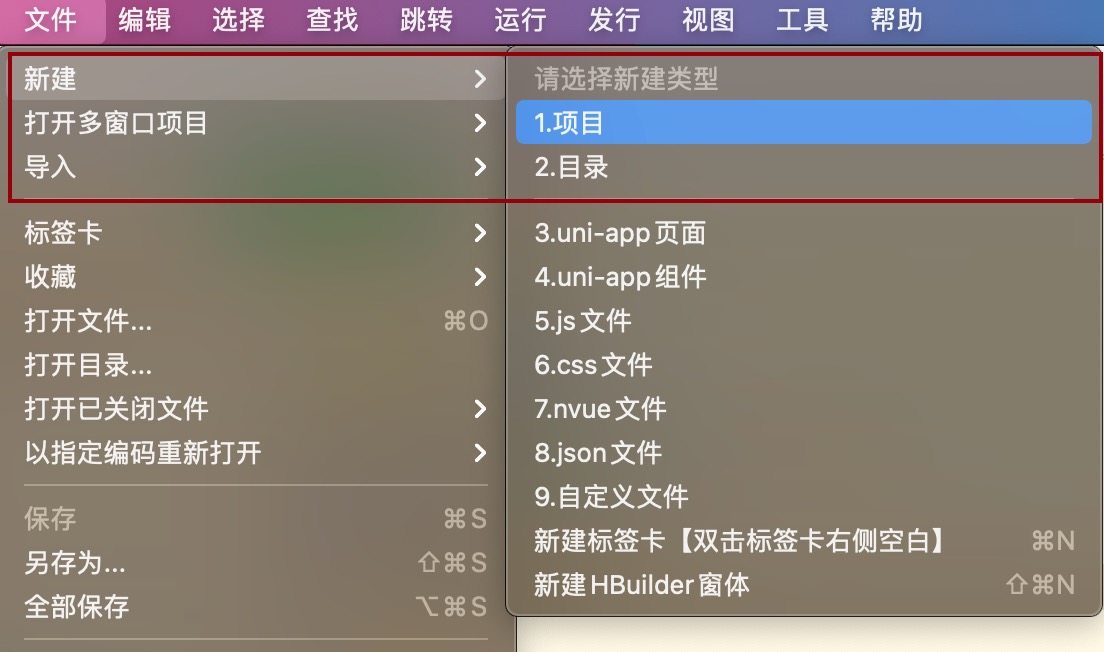 文件 编辑 选择 查找 跳转 运行 发行 视图 工具 帮助
新建
打开多窗口项目
导入
标签卡
收藏
打开文件... ⌘O
打开目录...
打开已关闭文件
以指定编码重新打开
保存 ⌘S
另存为... ⇧⌘S
全部保存 ⌥⌘S
请选择新建类型
1.项目
2.目录
3.uni-app页面
4.uni-app组件
5.js文件
6.css文件
7.nvue文件
8.json文件
9.自定义文件
新建标签卡【双击标签卡右侧空白】 ⌘N
新建HBuilder窗体 ⇧⌘N